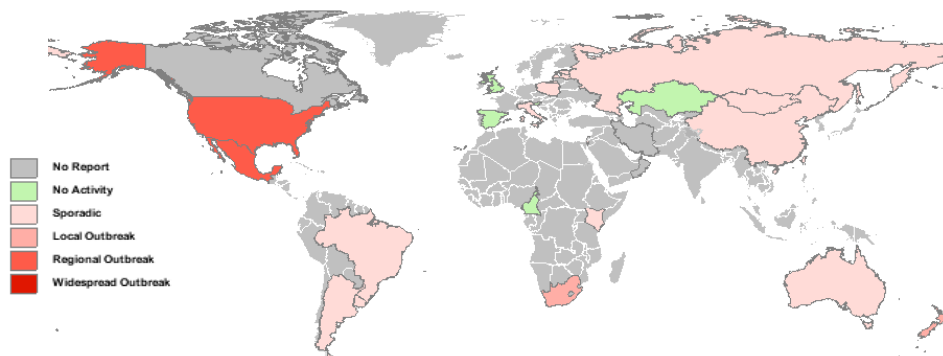 No Report
No Activity
Sporadic
Local Outbreak
Regional Outbreak
Widespread Outbreak